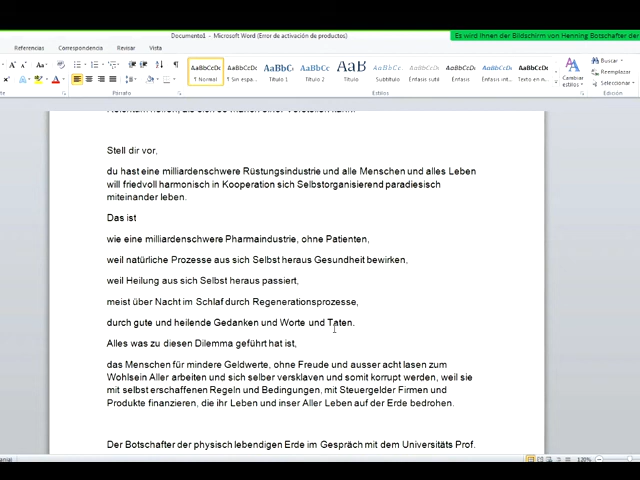 Documento1 - Microsoft Word (Error de activación de productos)
Es wird Ihnen der Bildschirm von Henning Botschafter der
Referencias Correspondencia Revisar Vista
Buscar
AaBbCcDc AaBbCcDc AaBbC AaBbCc AaB AaBbCc. AaBbCcDc AaBbCcDc AaBbCcDc AaBbCcDc
Reemplazar
¶ Normal ¶ Sin espa... Título 1 Título 2 Título Subtítulo Énfasis sutil Énfasis Énfasis int... Texto en n... Cambiar estilos Seleccionar
Párrafo Estilos Edición
Stell dir vor,
du hast eine milliardenschwere Rüstungsindustrie und alle Menschen und alles Leben
will friedvoll harmonisch in Kooperation sich Selbstorganisierend paradiesisch
miteinander leben.
Das ist
wie eine milliardenschwere Pharmaindustrie, ohne Patienten,
weil natürliche Prozesse aus sich Selbst heraus Gesundheit bewirken,
weil Heilung aus sich Selbst heraus passiert,
meist über Nacht im Schlaf durch Regenerationsprozesse,
durch gute und heilende Gedanken und Worte und Taten.
Alles was zu diesen Dilemma geführt hat ist,
das Menschen für mindere Geldwerte, ohne Freude und ausser acht lasen zum
Wohlsein Aller arbeiten und sich selber versklaven und somit korrupt werden, weil sie
mit selbst erschaffenen Regeln und Bedingungen, mit Steuergelder Firmen und
Produkte finanzieren, die ihr Leben und inser Aller Leben auf der Erde bedrohen.
Der Botschafter der physisch lebendigen Erde im Gespräch mit dem Universitäts Prof.
120%